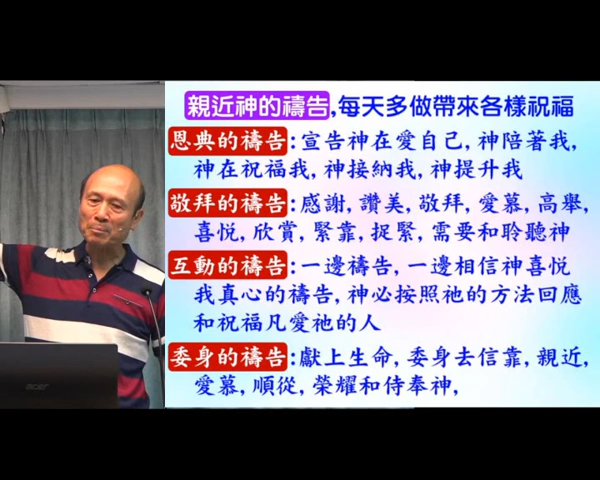 親近神的禱告,每天多做帶來各樣祝福
恩典的禱告:宣告神在愛自己,神陪著我,
神在祝福我,神接納我,神提升我
敬拜的禱告:感謝,讚美,敬拜,愛慕,高舉,
喜悅,欣賞,緊靠,捉緊,需要和聆聽神
互動的禱告:一邊禱告,一邊相信神喜悅
我真心的禱告,神必按照祂的方法回應
和祝福凡愛祂的人
委身的禱告:獻上生命,委身去信靠,親近,
愛慕,順從,榮耀和侍奉神,
acer